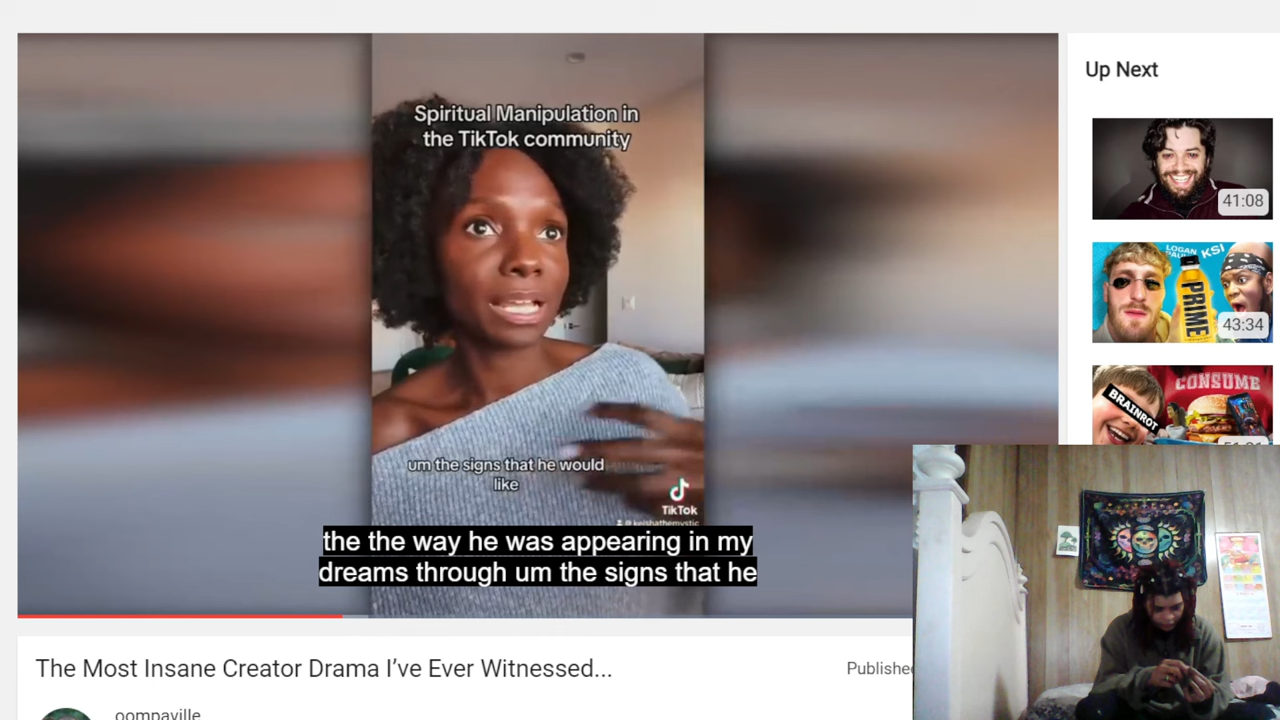 Up Next
Spiritual Manipulation in
the TikTok community
41:08
LOGAN
PAUL
KSI
PRIME
43:34
CONSUME
BRAINROT
um the signs that he would
like
TikTok
@keishathemystic
the the way he was appearing in my
dreams through um the signs that he
The Most Insane Creator Drama I’ve Ever Witnessed...
Published
oompaville